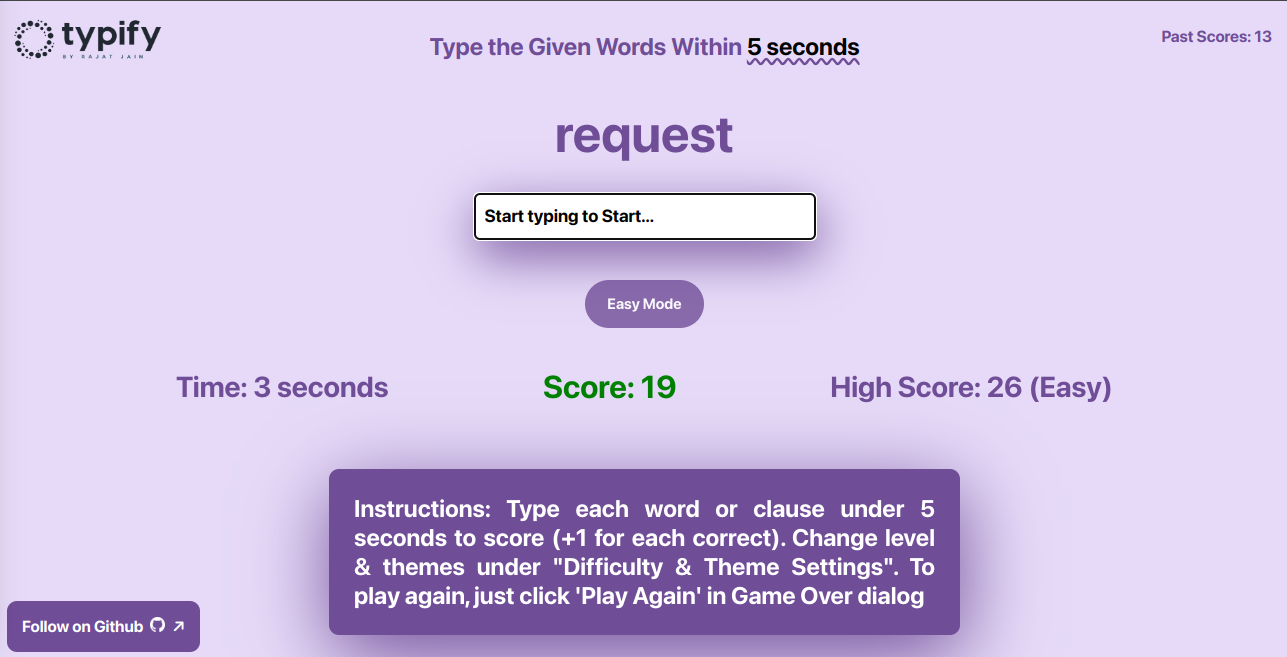 typify
BY RAJAT JAIN
Type the Given Words Within 5 seconds
Past Scores: 13
request
Start typing to Start...
Easy Mode
Time: 3 seconds
Score: 19
High Score: 26 (Easy)
Instructions: Type each word or clause under 5
seconds to score (+1 for each correct). Change level
& themes under "Difficulty & Theme Settings". To
play again, just click 'Play Again' in Game Over dialog
Follow on Github